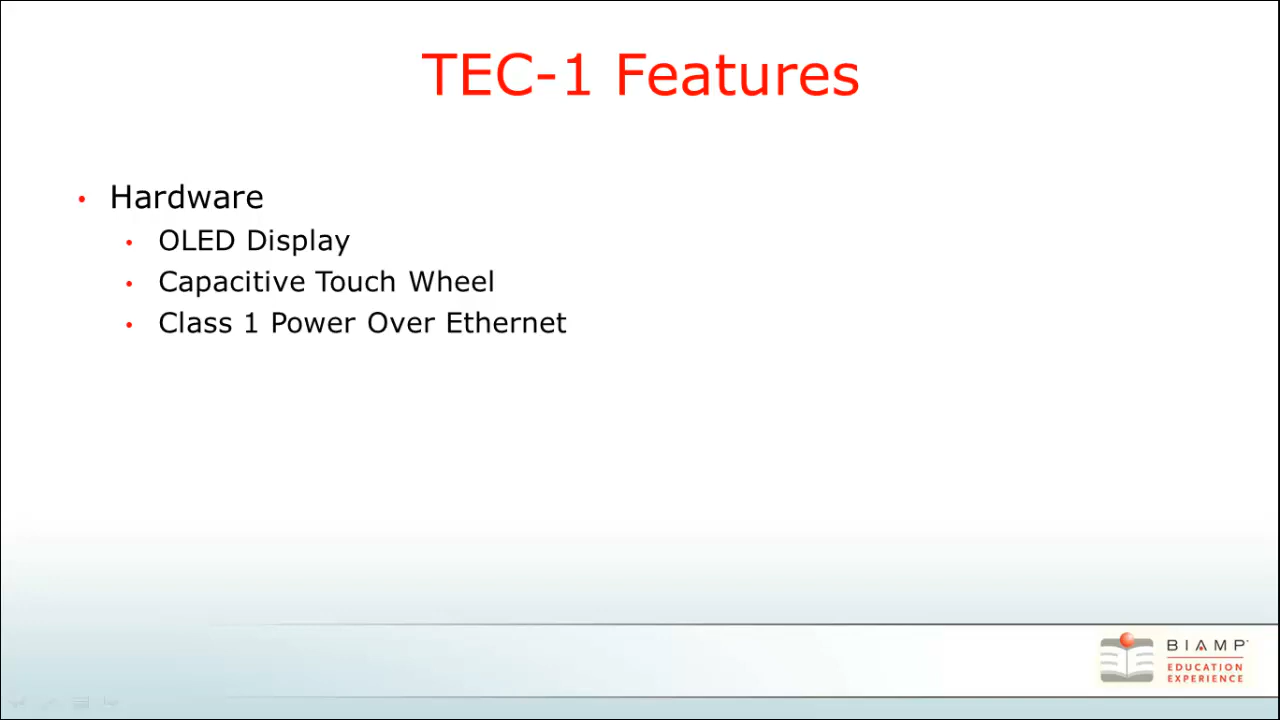 TEC-1 Features
• Hardware
• OLED Display
• Capacitive Touch Wheel
• Class 1 Power Over Ethernet
BIAMP
EDUCATION
EXPERIENCE